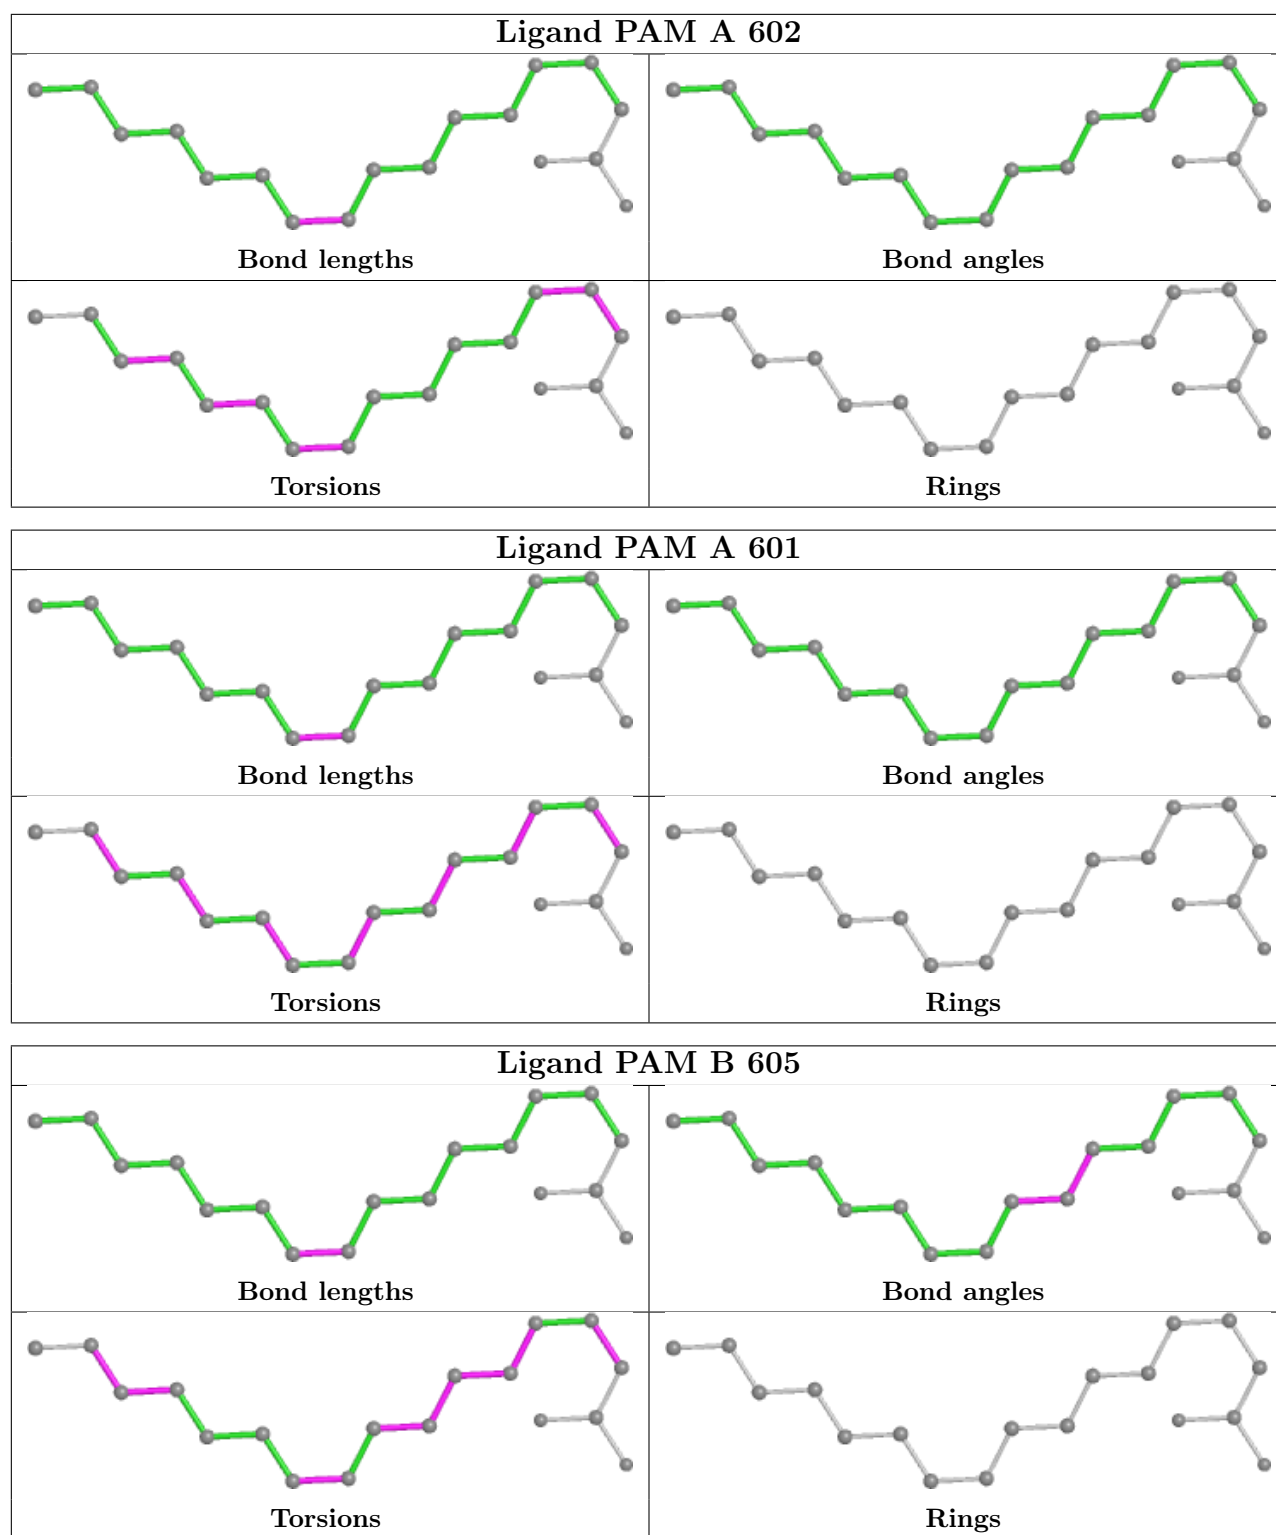 Ligand PAM A 602
Bond lengths
Bond angles
Torsions
Rings
Ligand PAM A 601
Bond lengths
Bond angles
Torsions
Rings
Ligand PAM B 605
Bond lengths
Bond angles
Torsions
Rings